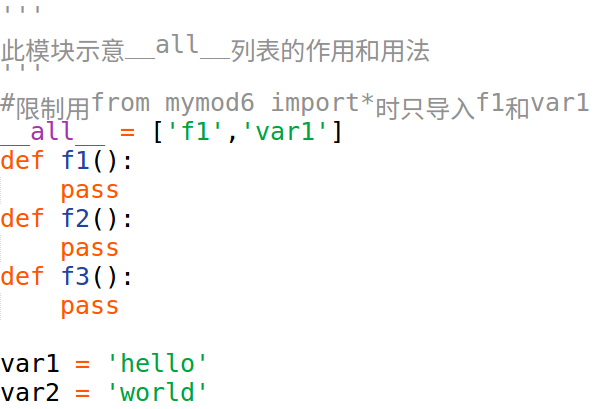 '''
此模块示意__all__列表的作用和用法
'''
#限制用from mymod6 import*时只导入f1和var1
__all__ = ['f1','var1']
def f1():
    pass
def f2():
    pass
def f3():
    pass
var1 = 'hello'
var2 = 'world'